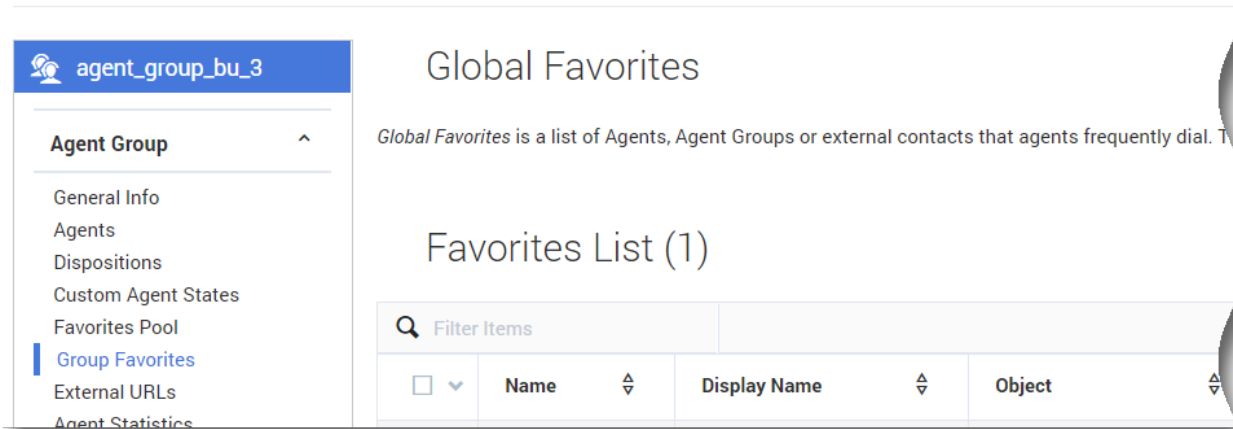 agent_group_bu_3
Agent Group
General Info
Agents
Dispositions
Custom Agent States
Favorites Pool
Group Favorites
External URLs
Agent Statistics
Global Favorites
Global Favorites is a list of Agents, Agent Groups or external contacts that agents frequently dial. T
Favorites List (1)
Filter Items
Name Display Name Object